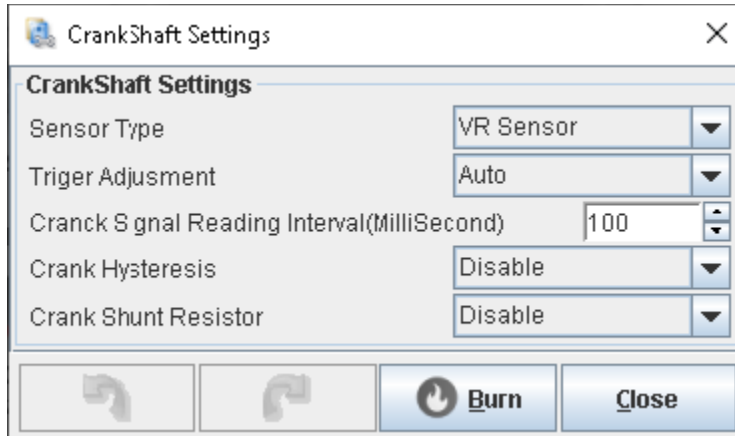 CrankShaft Settings
CrankShaft Settings
Sensor Type VR Sensor
Triger Adjusment Auto
Cranck Signal Reading Interval(MilliSecond) 100
Crank Hysteresis Disable
Crank Shunt Resistor Disable
Burn Close